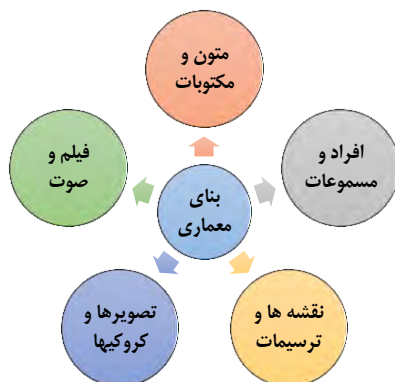 متون و
مکتوبات
افراد و
مسموعات
فیلم و
صوت
بنای
معماری
تصویرها و
کروکیها
نقشه ها و
ترسیمات